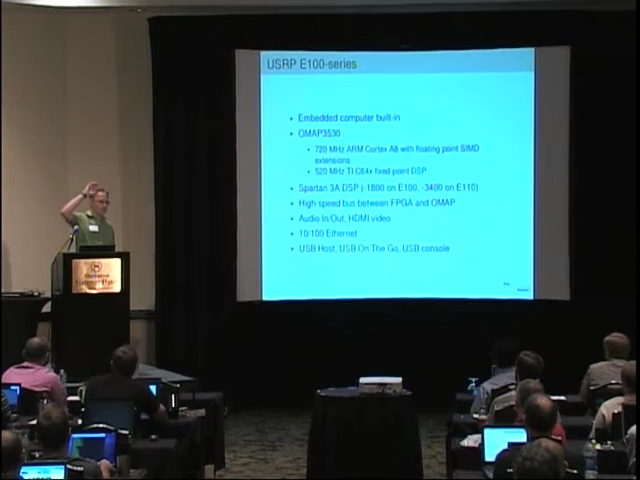 USRP E100-series
• Embedded computer built-in
• OMAP3530
• 720 MHz ARM Cortex A8 with floating point SIMD
extensions
• 520 MHz TI C64x fixed point DSP
• Spartan 3A DSP (-1800 on E100, -3400 on E110)
• High-speed bus between FPGA and OMAP
• Audio In/Out, HDMI video
• 10/100 Ethernet
• USB Host, USB On The Go, USB console
Sheraton